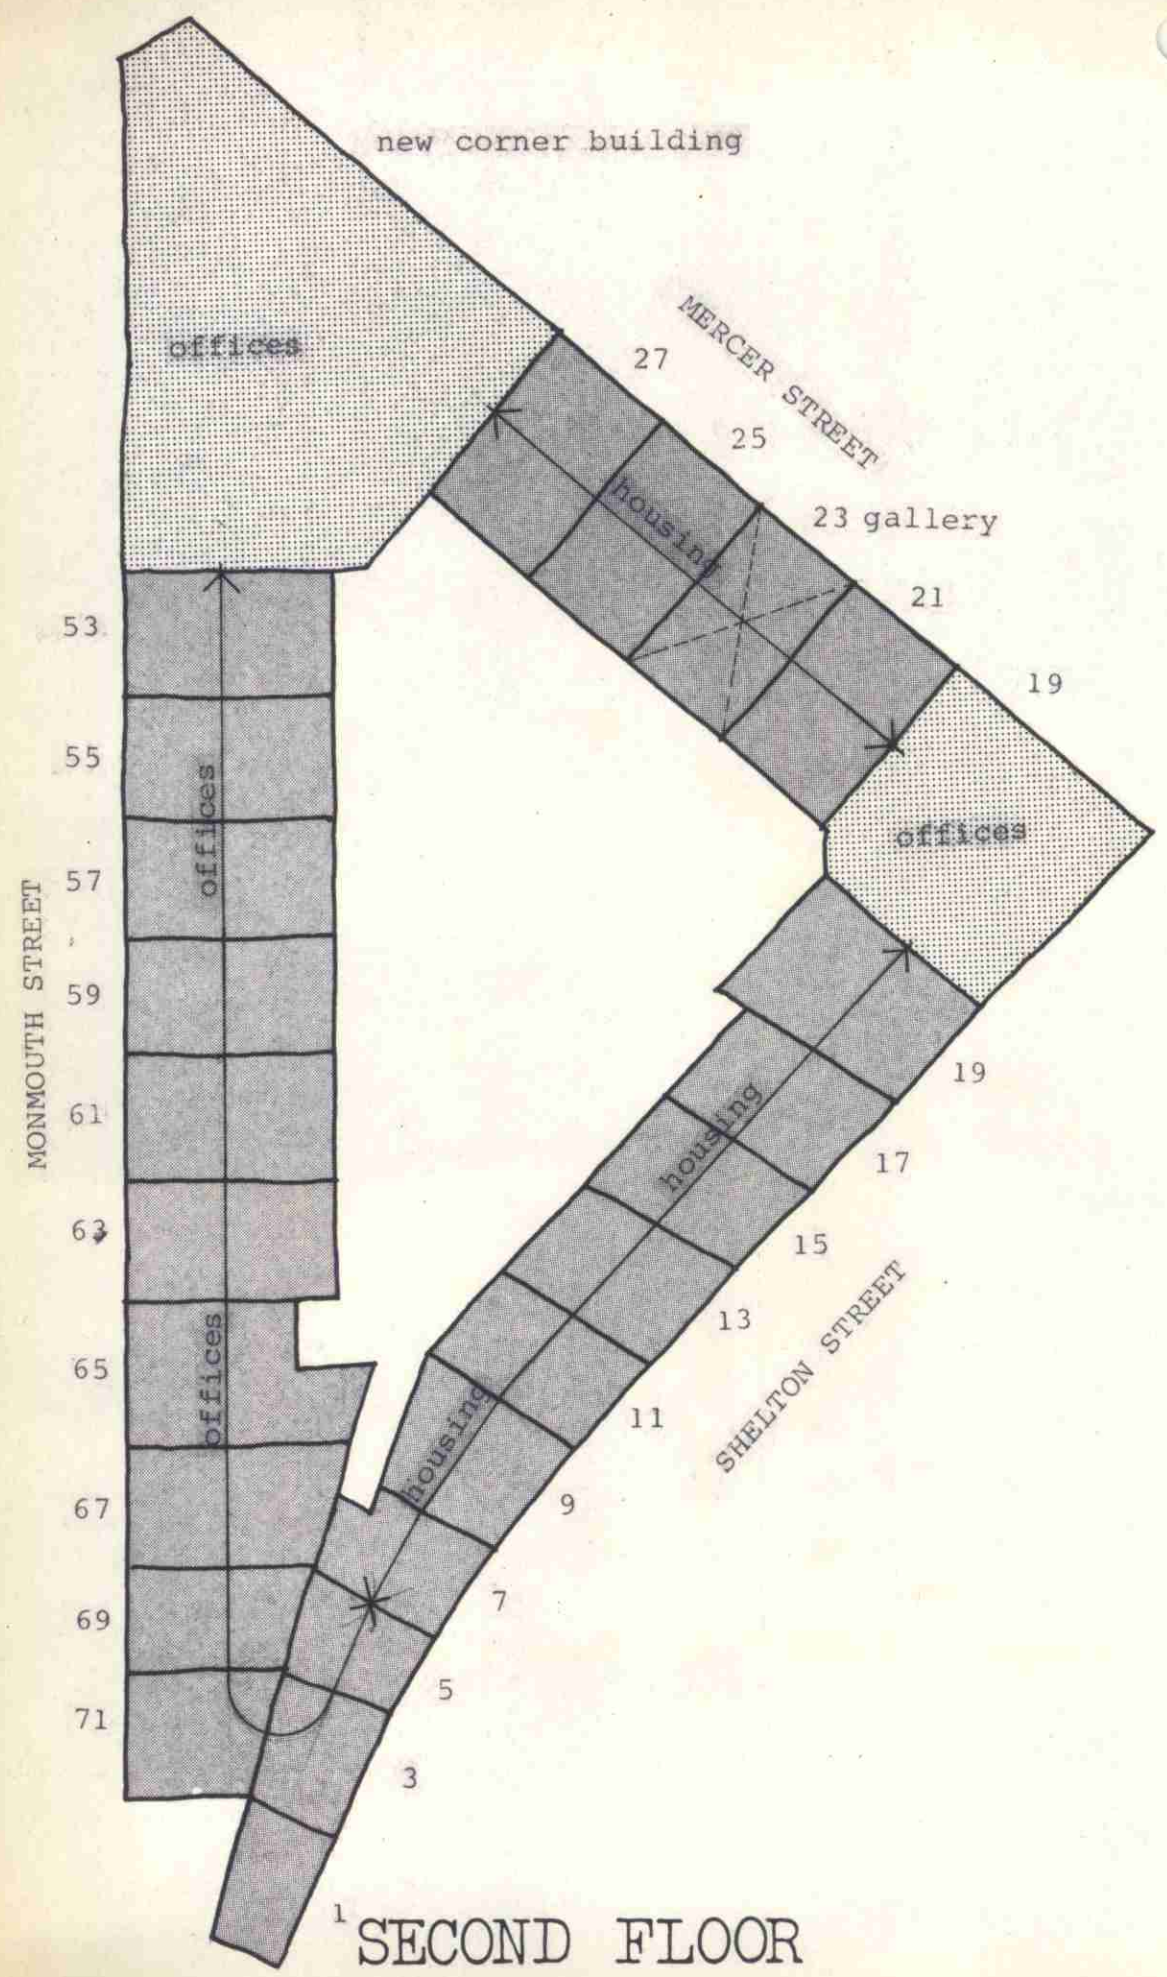 new corner building
offices
MERCER STREET
27
25
23 gallery
21
19
housing
offices
MONMOUTH STREET
53
55
57
59
61
63
65
67
69
71
offices
offices
19
17
15
13
11
9
7
5
3
1
housing
housing
SHELTON STREET
SECOND FLOOR